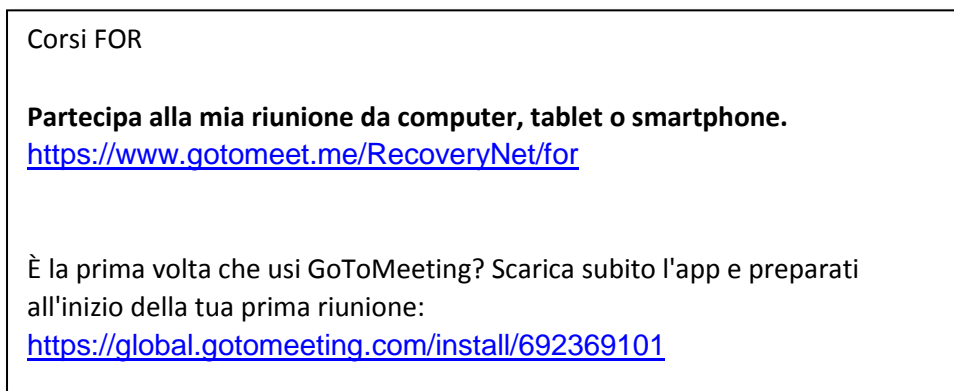 Corsi FOR
Partecipa alla mia riunione da computer, tablet o smartphone.
https://www.gotomeet.me/RecoveryNet/for
È la prima volta che usi GoToMeeting? Scarica subito l'app e preparati
all'inizio della tua prima riunione:
https://global.gotomeeting.com/install/692369101